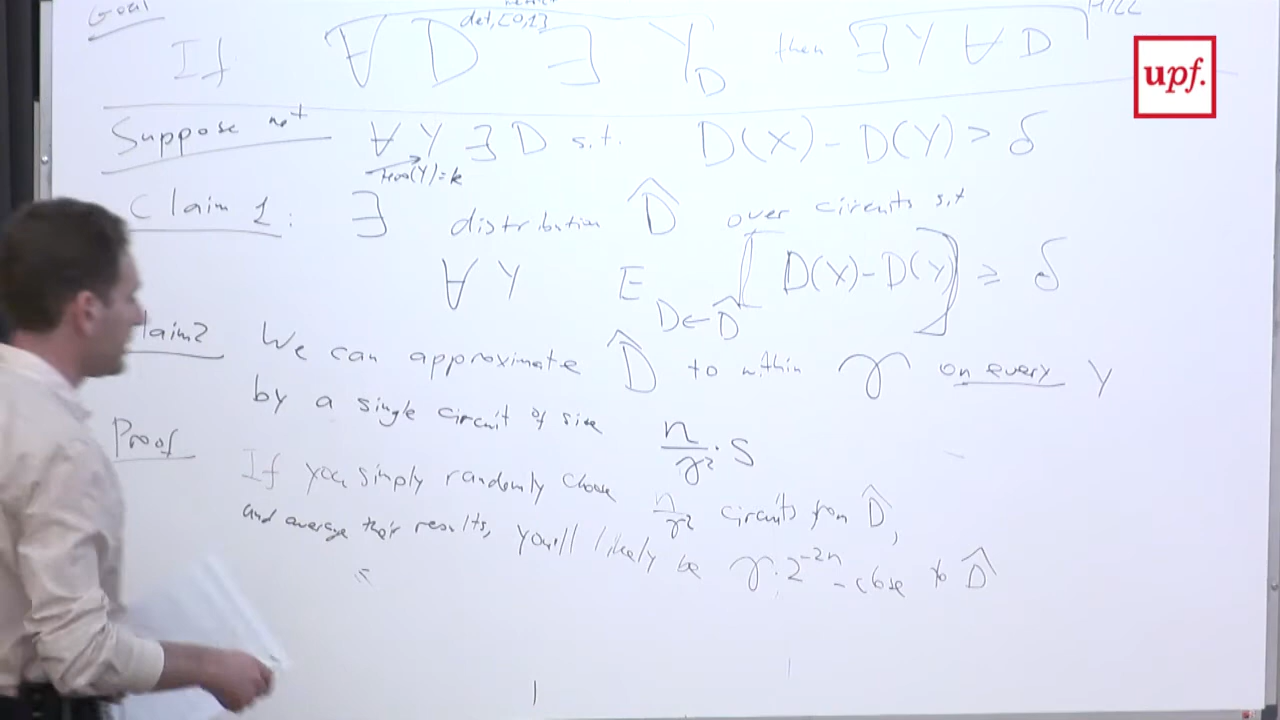 Goal
det,[0,1]
If ∀ D ∃ Y_D then ∃ Y ∀ D
HILL
upf.
Suppose not ∀ Y ∃ D s.t. D(X) - D(Y) > δ
(Y)=k
Claim 1: ∃ distribution D̂ over circuits s.t
∀ Y E_{D←D̂} [D(X)-D(Y)] ≥ δ
laim2 We can approximate D̂ to within γ on every Y
by a single circuit of size n/γ² · S
Proof
If you simply randomly choose n/γ² circuits from D̂,
and average their results, you'll likely be γ·2^{-2n} - close to D̂